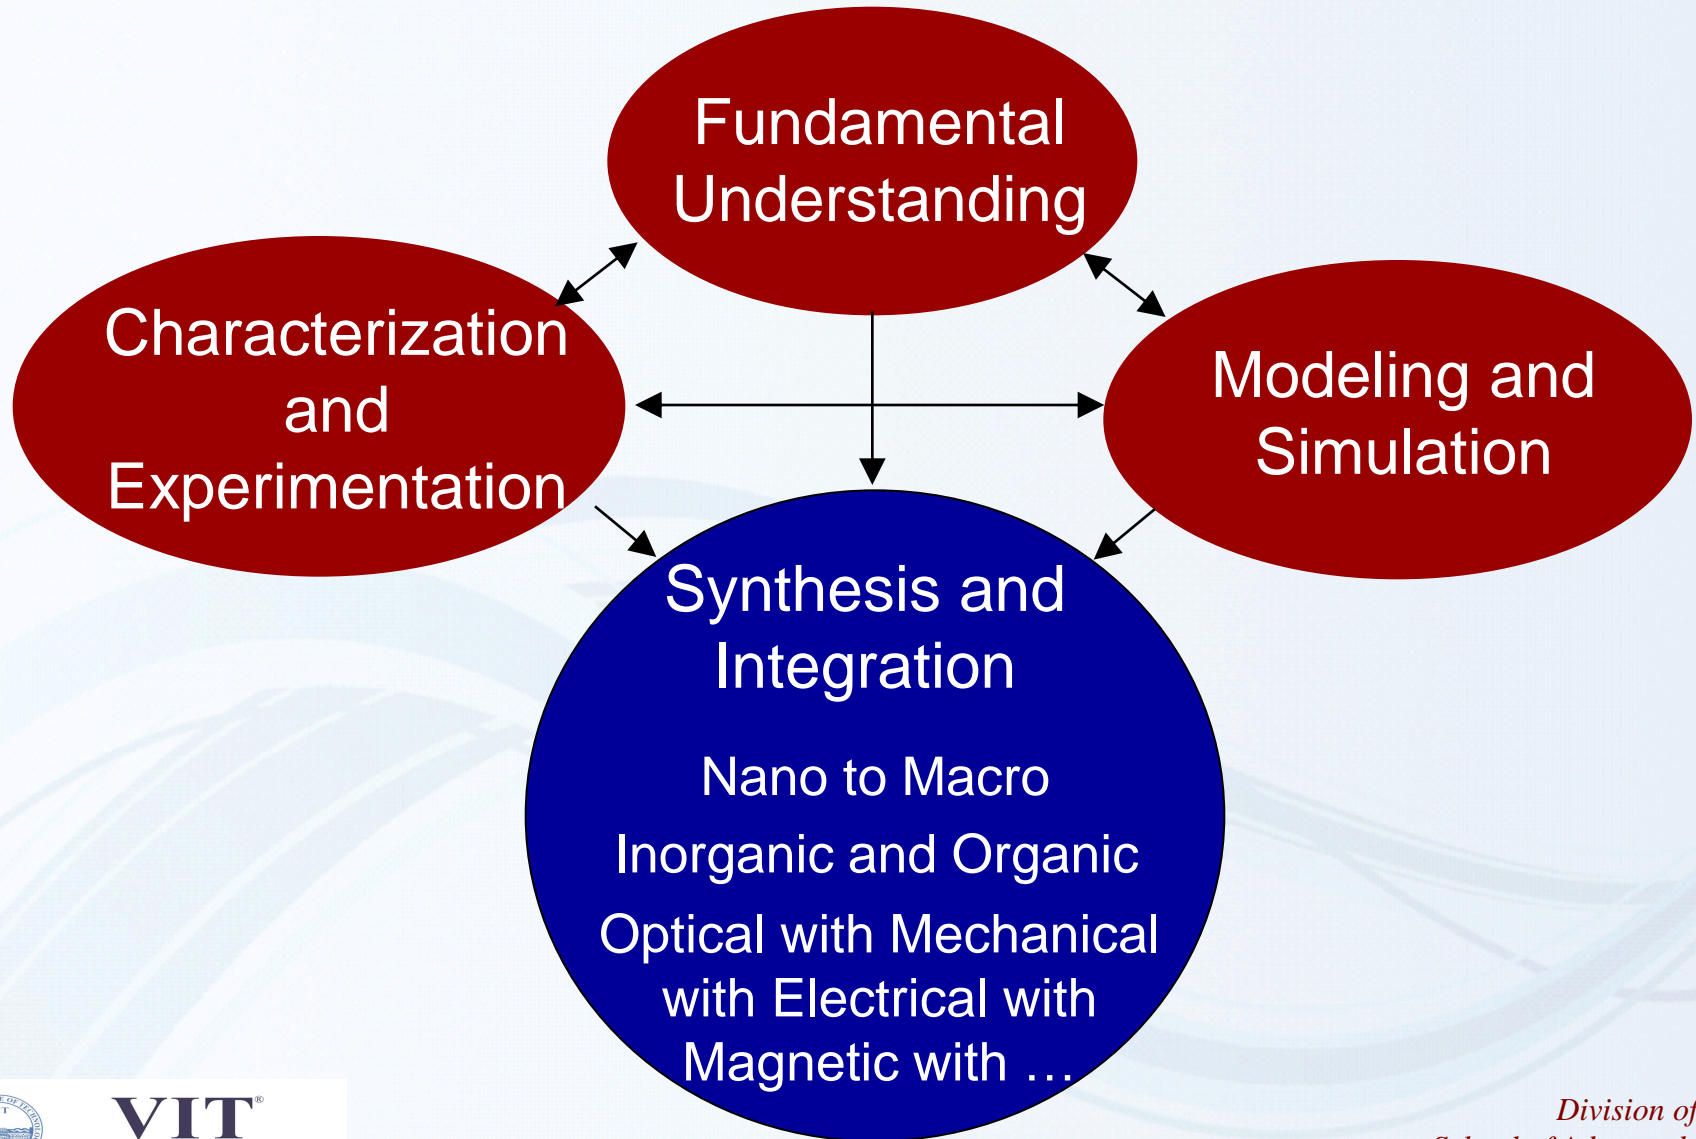 Fundamental
Understanding
Characterization
and
Experimentation
Modeling and
Simulation
Synthesis and
Integration
Nano to Macro
Inorganic and Organic
Optical with Mechanical
with Electrical with
Magnetic with …
VIT®
Division of